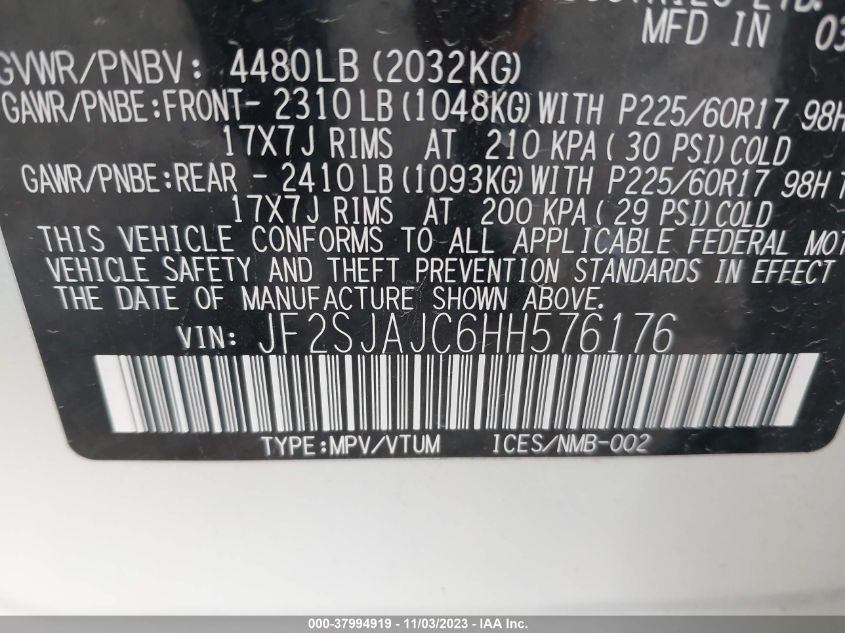 LTD.
MFD IN 03
GVWR/PNBV: 4480LB (2032KG)
GAWR/PNBE:FRONT- 2310 LB (1048KG) WITH P225/60R17 98H
17X7J RIMS AT 210 KPA ( 30 PSI) COLD
GAWR/PNBE:REAR - 2410 LB (1093KG) WITH P225/60R17 98H T
17X7J RIMS AT 200 KPA ( 29 PSI) COLD
THIS VEHICLE CONFORMS TO ALL APPLICABLE FEDERAL MOT
VEHICLE SAFETY AND THEFT PREVENTION STANDARDS IN EFFECT
THE DATE OF MANUFACTURE SHOWN ABOVE.
VIN: JF2SJAJC6HH576176
TYPE:MPV/VTUM ICES/NMB-002
000-37994919 - 11/03/2023 - IAA Inc.